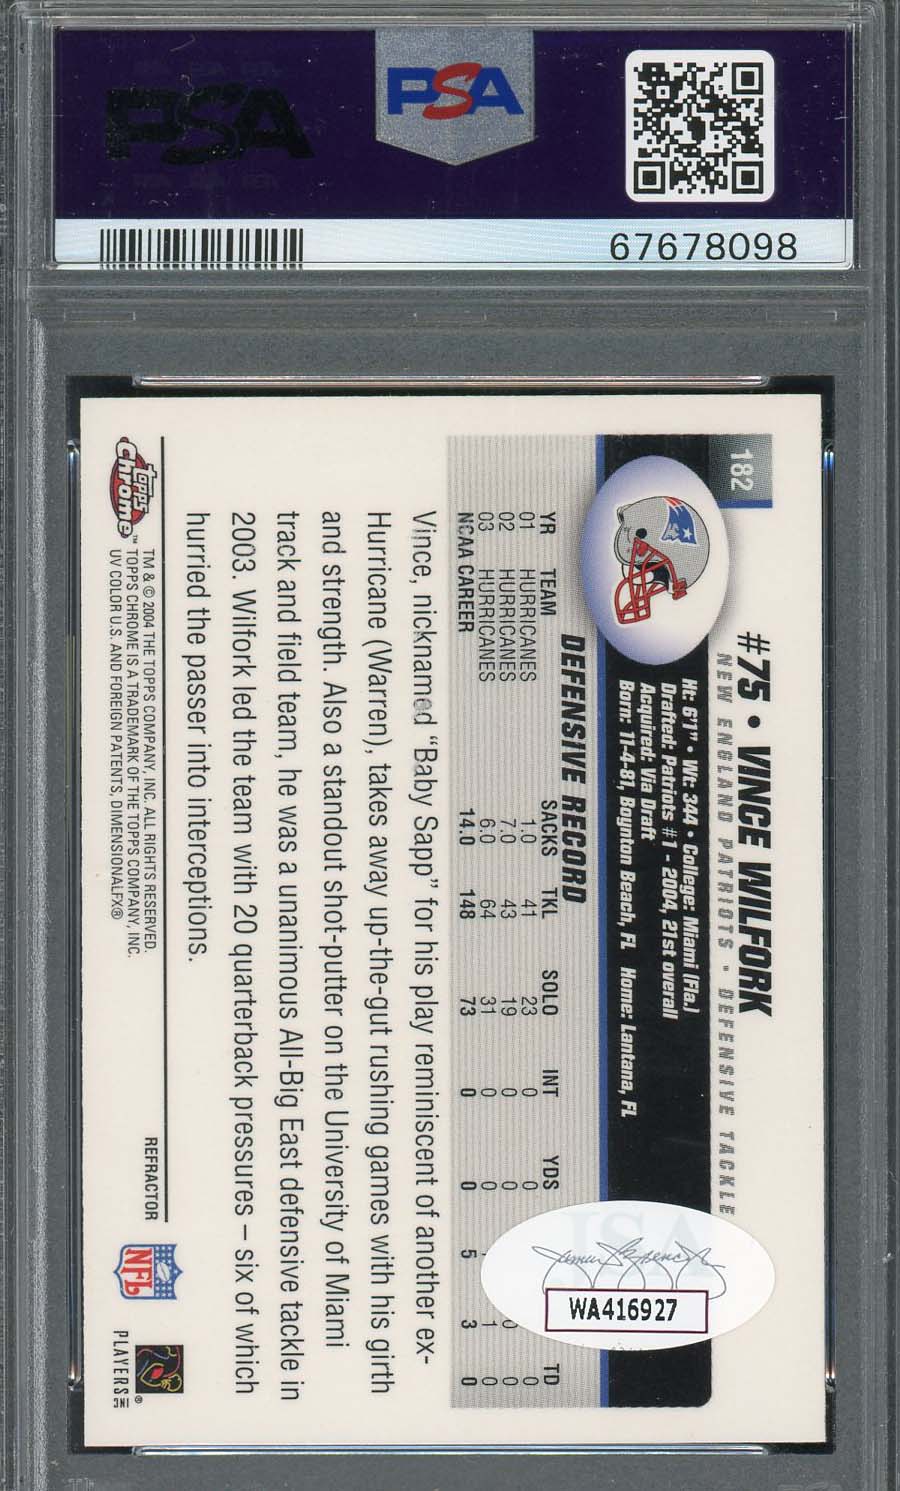 PSA
PSA
67678098
182
#75 • VINCE WILFORK
NEW ENGLAND PATRIOTS • DEFENSIVE TACKLE
Ht: 6'1" • Wt: 344 • College: Miami (Fla.)
Drafted: Patriots #1 - 2004, 21st overall
Acquired: Via Draft
Born: 11-4-81, Boynton Beach, FL Home: Lantana, FL
DEFENSIVE RECORD
YR TEAM SACKS TKL SOLO INT YDS TD
01 HURRICANES 1.0 41 23 0 0 0
02 HURRICANES 7.0 43 19 0 0 0 0
03 HURRICANES 6.0 64 31 0 0 1 0
NCAA CAREER 14.0 148 73 0 0 5 3 0
Vince, nicknamed "Baby Sapp" for his play reminiscent of another ex-
Hurricane (Warren), takes away up-the-gut rushing games with his girth
and strength. Also a standout shot-putter on the University of Miami
track and field team, he was a unanimous All-Big East defensive tackle in
2003. Wilfork led the team with 20 quarterback pressures – six of which
hurried the passer into interceptions.
JSA
WA416927
topps
Chrome™
TM & © 2004 THE TOPPS COMPANY, INC. ALL RIGHTS RESERVED.
TOPPS CHROME IS A TRADEMARK OF THE TOPPS COMPANY, INC.
UV COLOR U.S. AND FOREIGN PATENTS, DIMENSIONALFX®
REFRACTOR
NFL
PLAYERS INC
®